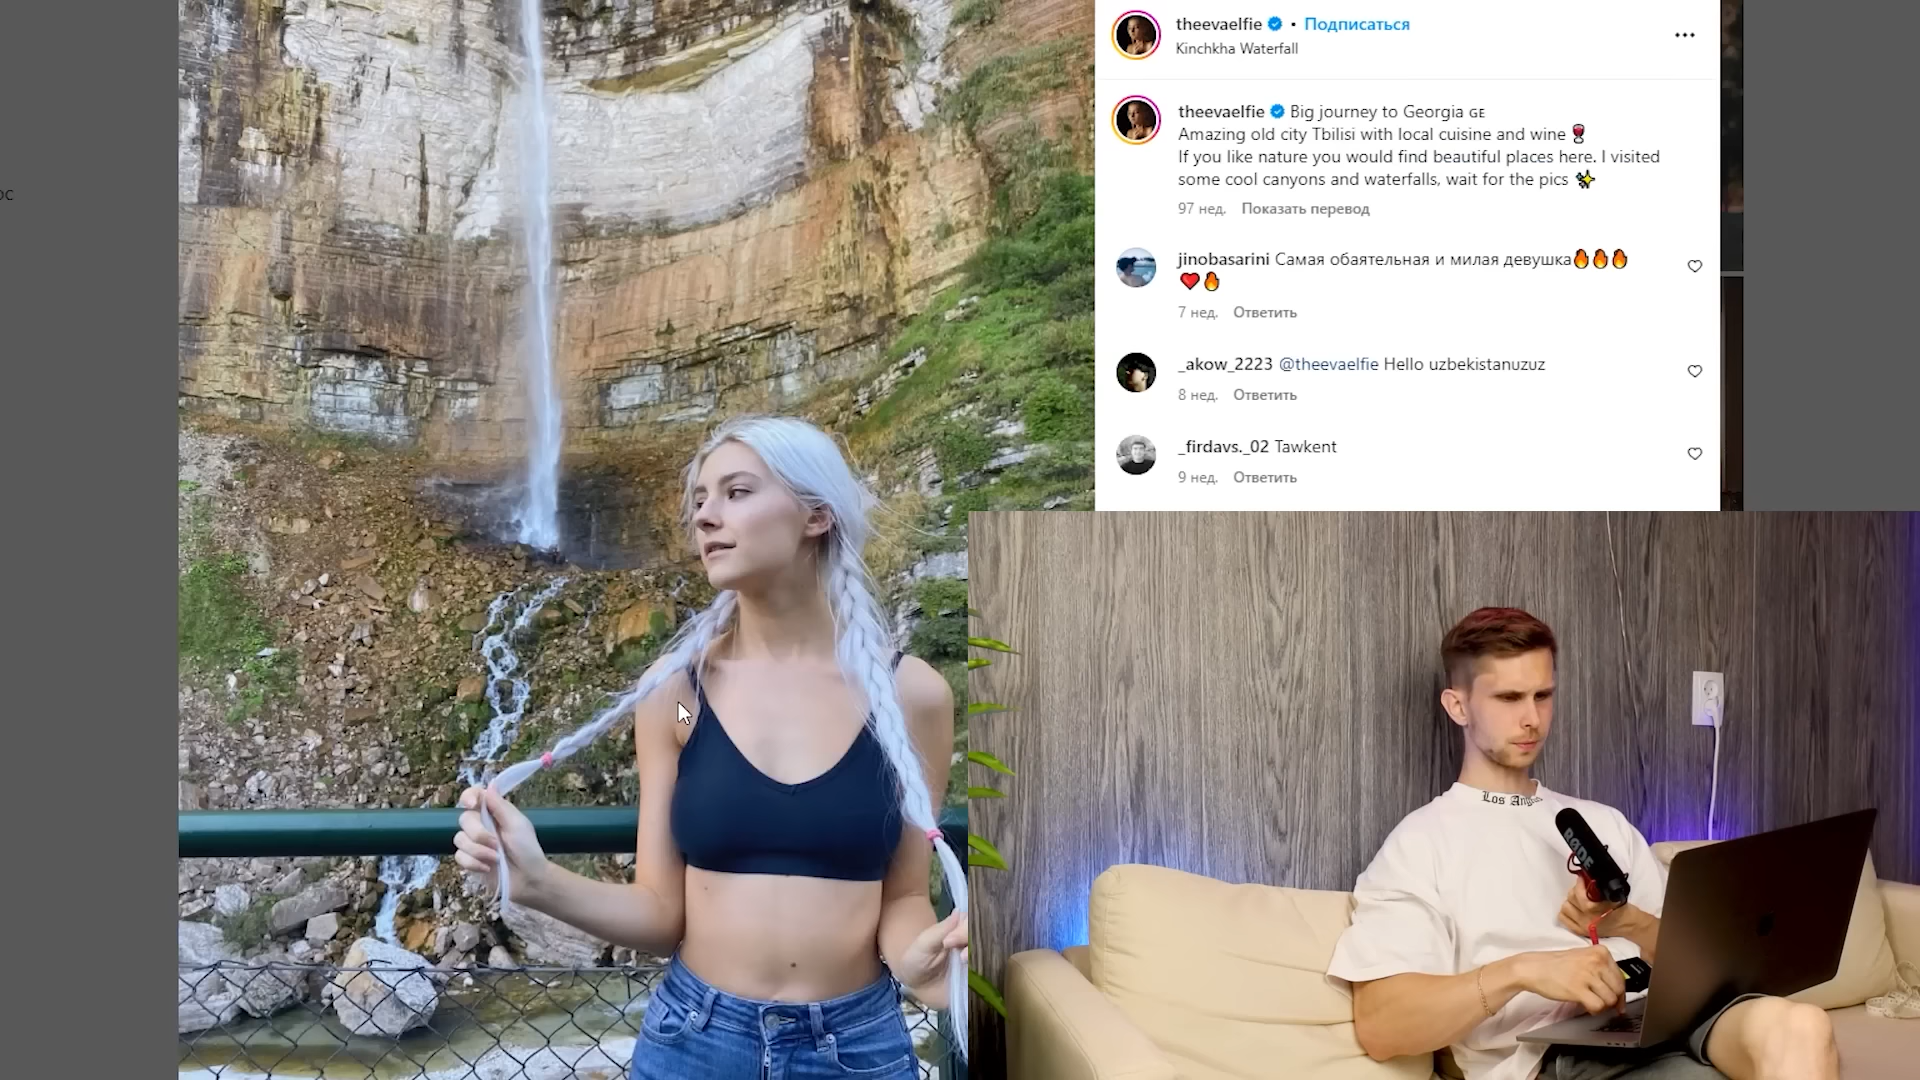 theevaelfie • Подписаться
Kinchkha Waterfall
theevaelfie Big journey to Georgia GE
Amazing old city Tbilisi with local cuisine and wine 🍷
If you like nature you would find beautiful places here. I visited
some cool canyons and waterfalls, wait for the pics ✨
97 нед. Показать перевод
jinobasarini Самая обаятельная и милая девушка🔥🔥🔥
❤️🔥
7 нед. Ответить
_akow_2223 @theevaelfie Hello uzbekistanuzuz
8 нед. Ответить
_firdavs._02 Tawkent
9 нед. Ответить
ос
Los
RODE